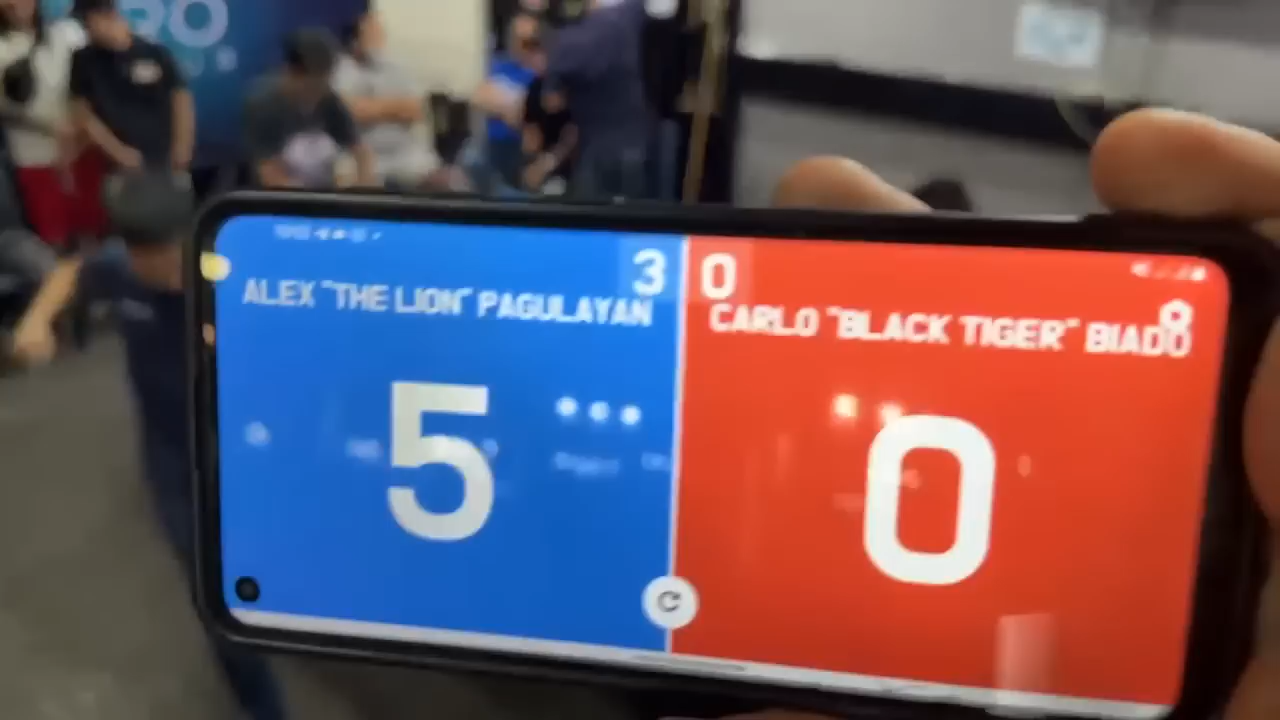 3 0
ALEX "THE LION" PAGULAYAN
CARLO "BLACK TIGER" BIADO
5
0